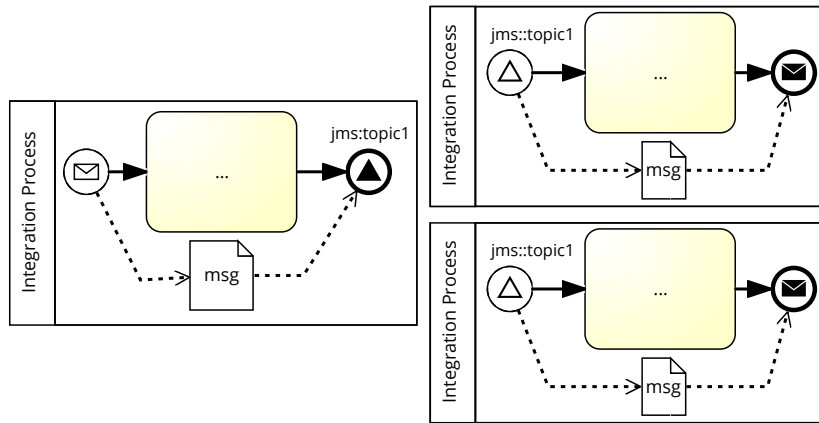 Integration Process
...
jms:topic1
msg
Integration Process
jms::topic1
...
msg
Integration Process
jms::topic1
...
msg